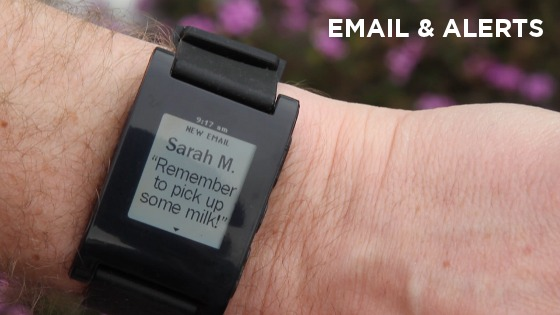 EMAIL & ALERTS
9:17 am
NEW EMAIL
Sarah M.
“Remember
to pick up
some milk!”